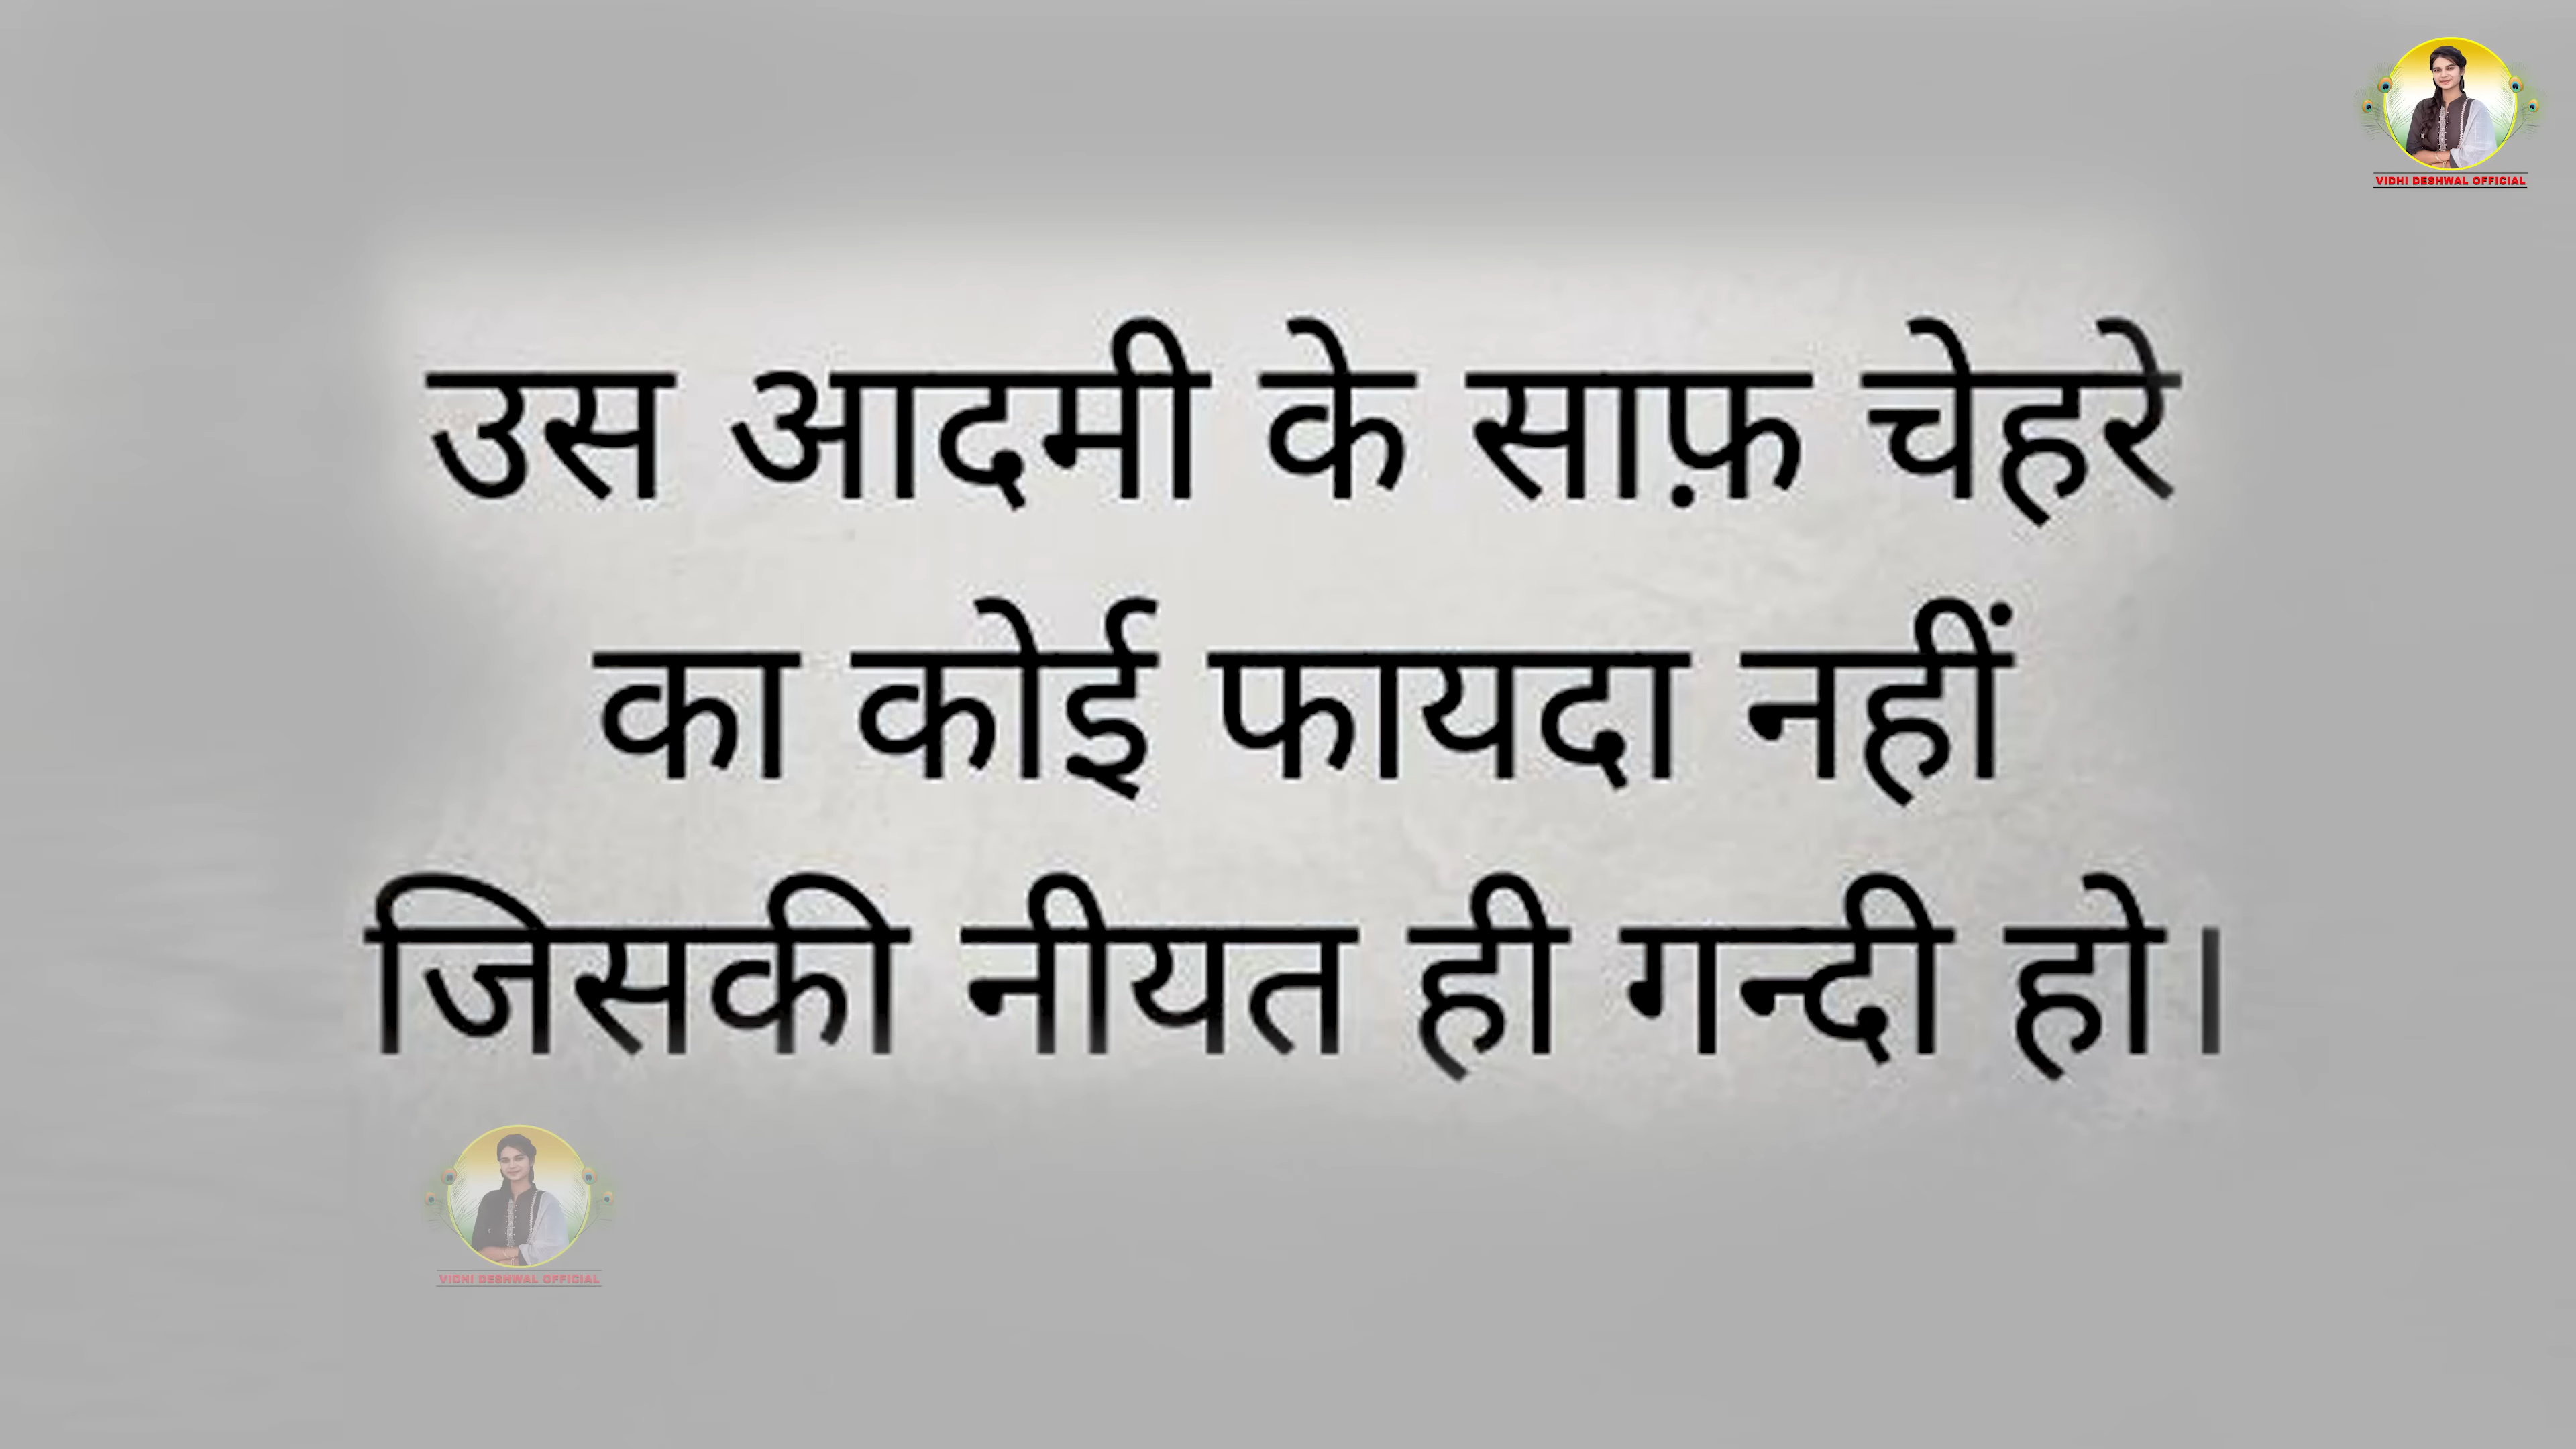 VIDHI DESHWAL OFFICIAL
उस आदमी के साफ़ चेहरे
का कोई फायदा नहीं
जिसकी नीयत ही गन्दी हो।
VIDHI DESHWAL OFFICIAL